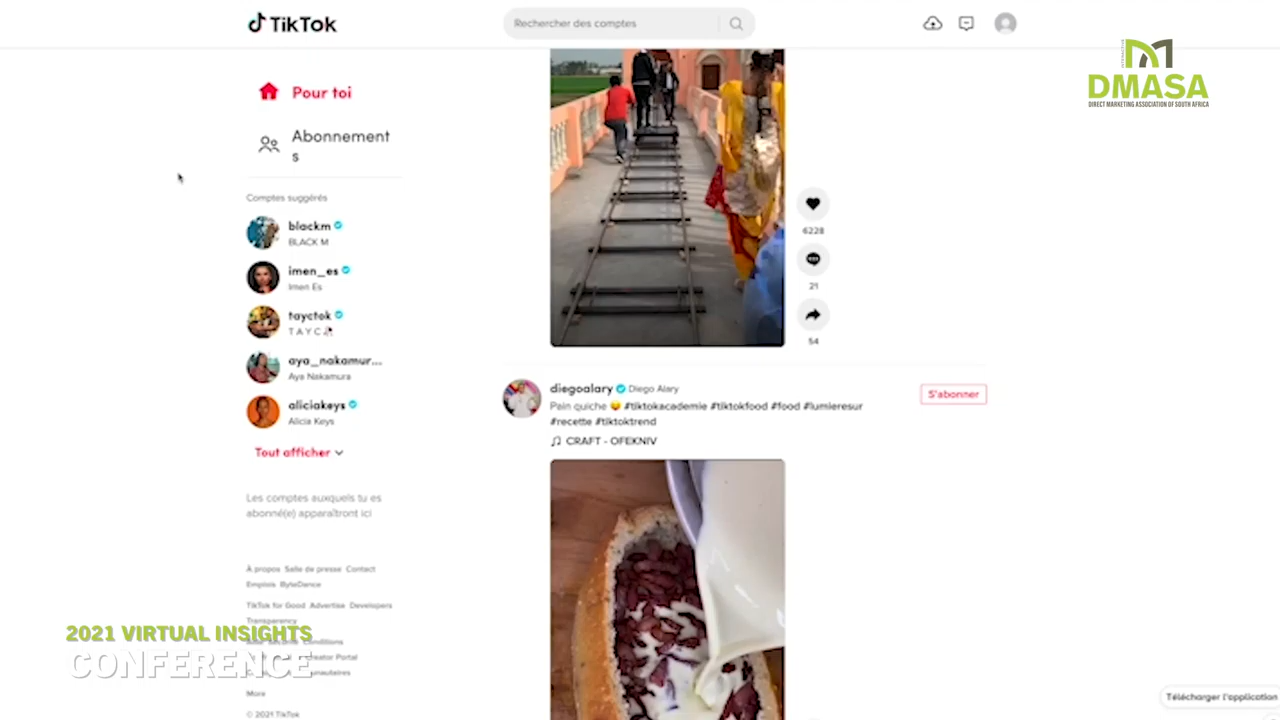 TikTok
Rechercher des comptes
DMASA
DIRECT MARKETING ASSOCIATION OF SOUTH AFRICA
Pour toi
Abonnement
s
Comptes suggérés
blackm
BLACK M
imen_es
Imen Es
tayctok
T A Y C
aya_nakamur...
Aya Nakamura
aliciakeys
Alicia Keys
Tout afficher
Les comptes auxquels tu es
abonné(e) apparaîtront ici
À propos Salle de presse Contact
Emplois ByteDance
TikTok for Good Advertise Developers
Transparency
Conditions
Creator Portal
More
© 2021 TikTok
2021 VIRTUAL INSIGHTS
CONFERENCE
6228
21
54
diegoalary Diego Alary
S'abonner
Pain quiche 😍 #tiktokacademie #tiktokfood #food #lumieresur
#recette #tiktoktrend
CRAFT - OFEKNIV
Télécharger l'application